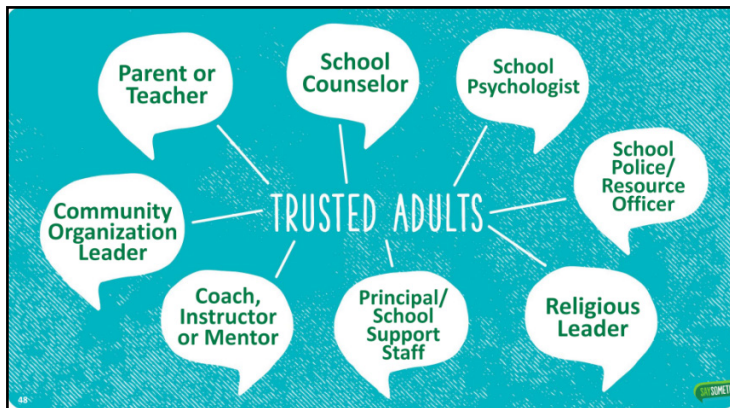 Parent or
Teacher
School
Counselor
School
Psychologist
School
Police/
Resource
Officer
Community
Organization
Leader
TRUSTED ADULTS
Coach,
Instructor
or Mentor
Principal/
School
Support
Staff
Religious
Leader
48